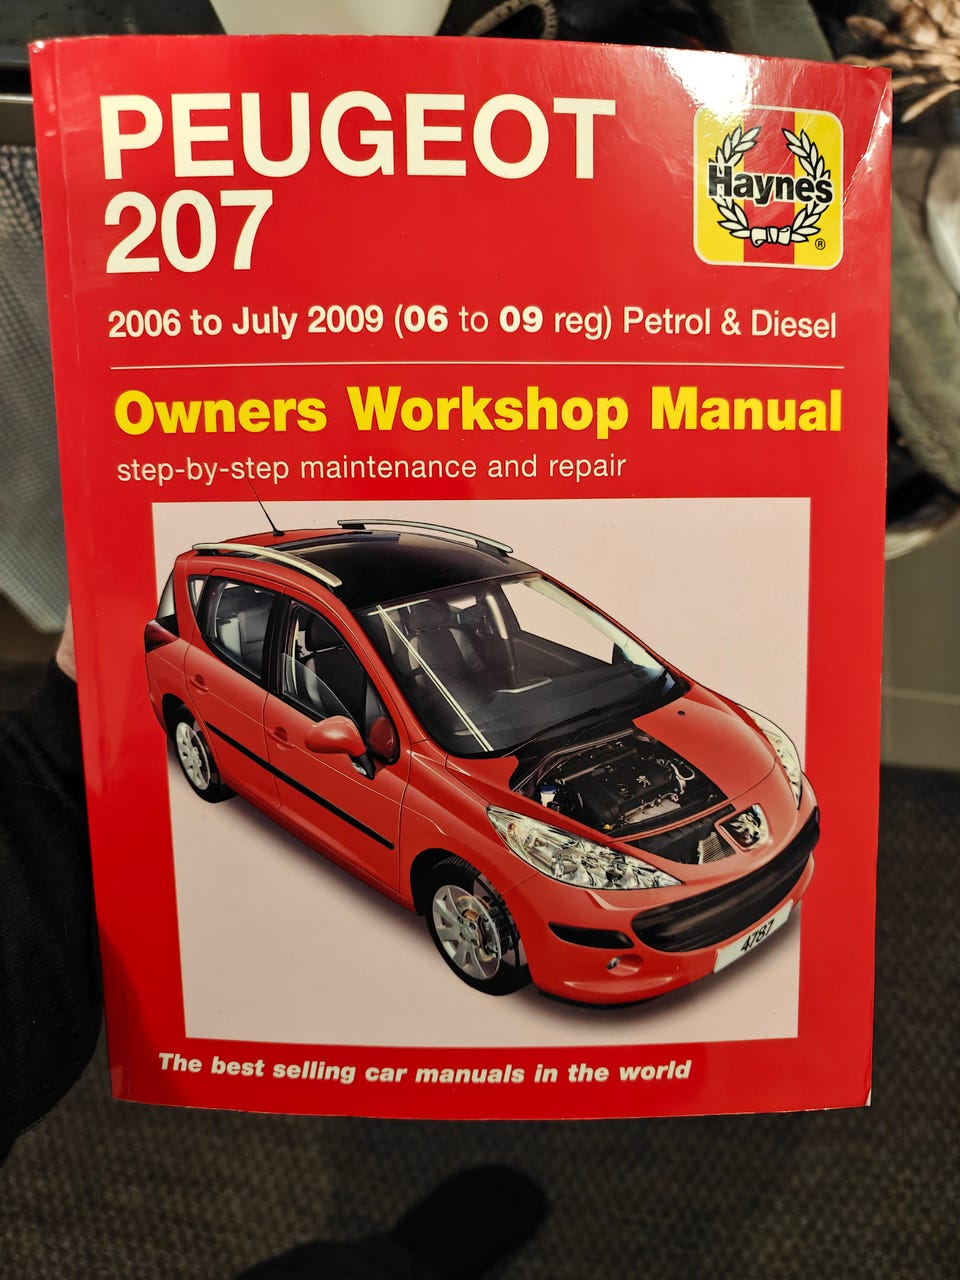 PEUGEOT
207
Haynes
®
2006 to July 2009 (06 to 09 reg) Petrol & Diesel
Owners Workshop Manual
step-by-step maintenance and repair
4787
The best selling car manuals in the world